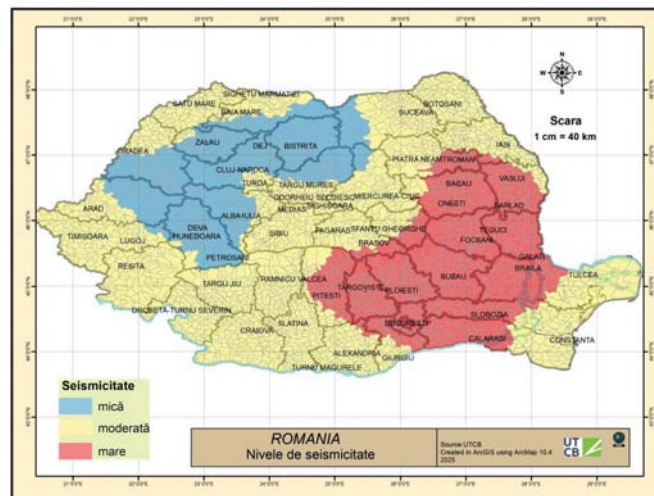 N
W E
S
Scara
1 cm = 40 km
SIGHETU MARMATIEI
SATU MARE
BAIA MARE
BOTOSANI
SUCEAVA
ORADEA
ZALAU
DEJ
BISTRITA
IASI
CLUJ-NAPOCA
PIATRA NEAMT
ROMAN
TURDA
TARGU MURES
BACAU
VASLUI
ODORHEIU SECUIESC
MIERCUREA-CIUC
ARAD
ALBA-IULIA
MEDIAS
SIGHISOARA
ONESTI
BARLAD
TIMISOARA
DEVA
HUNEDOARA
SIBIU
FAGARAS
SFANTU GHEORGHE
TECUCI
LUGOJ
BRASOV
FOCSANI
PETROSANI
GALATI
RESITA
BRAILA
TARGU JIU
RAMNICU VALCEA
TARGOVISTE
PLOIESTI
BUZAU
TULCEA
PITESTI
DROBETA-TURNU SEVERIN
SLATINA
SLOBOZIA
CRAIOVA
BUCURESTI
CALARASI
CONSTANTA
ALEXANDRIA
GIURGIU
TURNU MAGURELE
Seismicitate
mică
moderată
mare
ROMANIA
Nivele de seismicitate
Source:UTCB
Created in ArcGIS using ArcMap 10.4
2025
UT
CB